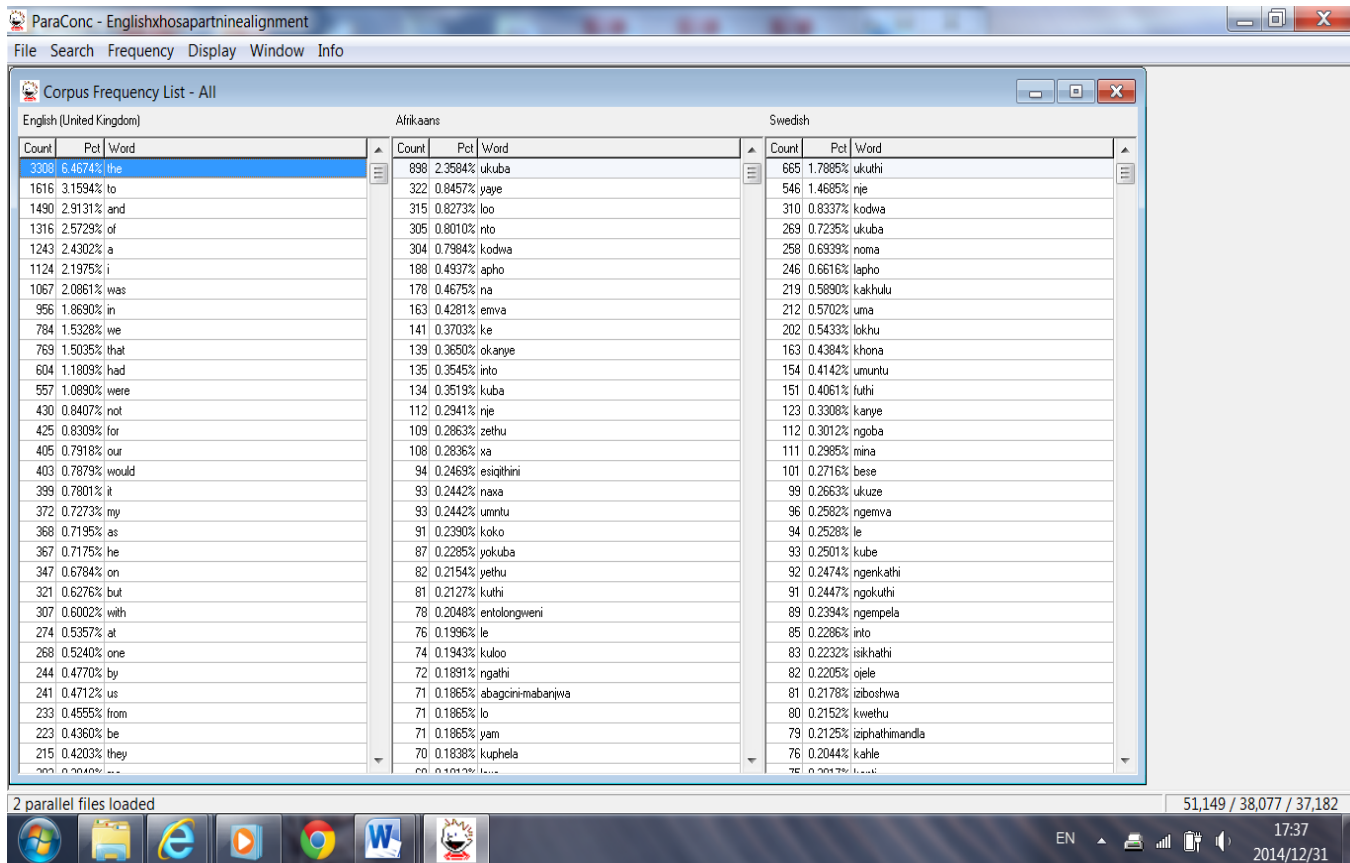 ParaConc - Englishxhosapartninealignment
File Search Frequency Display Window Info
Corpus Frequency List - All
English (United Kingdom) Afrikaans Swedish
Count Pct Word Count Pct Word Count Pct Word
3308 6.4674% the 898 2.3584% ukuba 665 1.7885% ukuthi
1616 3.1594% to 322 0.8457% yaye 546 1.4685% nje
1490 2.9131% and 315 0.8273% loo 310 0.8337% kodwa
1316 2.5729% of 305 0.8010% nto 269 0.7235% ukuba
1243 2.4302% a 304 0.7984% kodwa 258 0.6939% noma
1124 2.1975% i 188 0.4937% apho 246 0.6616% lapho
1067 2.0861% was 178 0.4675% na 219 0.5890% kakhulu
956 1.8690% in 163 0.4281% emva 212 0.5702% uma
784 1.5328% we 141 0.3703% ke 202 0.5433% lokhu
769 1.5035% that 139 0.3650% okanye 163 0.4384% khona
604 1.1809% had 135 0.3545% into 154 0.4142% umuntu
557 1.0890% were 134 0.3519% kuba 151 0.4061% futhi
430 0.8407% not 112 0.2941% nje 123 0.3308% kanye
425 0.8309% for 109 0.2863% zethu 112 0.3012% ngoba
405 0.7918% our 108 0.2836% xa 111 0.2985% mina
403 0.7879% would 94 0.2469% esiqithini 101 0.2716% bese
399 0.7801% it 93 0.2442% naxa 99 0.2663% ukuze
372 0.7273% my 93 0.2442% umntu 96 0.2582% ngemva
368 0.7195% as 91 0.2390% koko 94 0.2528% le
367 0.7175% he 87 0.2285% yokuba 93 0.2501% kube
347 0.6784% on 82 0.2154% yethu 92 0.2474% ngenkathi
321 0.6276% but 81 0.2127% kuthi 91 0.2447% ngokuthi
307 0.6002% with 78 0.2048% entolongweni 89 0.2394% ngempela
274 0.5357% at 76 0.1996% le 85 0.2286% into
268 0.5240% one 74 0.1943% kuloo 83 0.2232% isikhathi
244 0.4770% by 72 0.1891% ngathi 82 0.2205% ojele
241 0.4712% us 71 0.1865% abagcini-mabanjwa 81 0.2178% iziboshwa
233 0.4555% from 71 0.1865% lo 80 0.2152% kwethu
223 0.4360% be 71 0.1865% yam 79 0.2125% iziphathimandla
215 0.4203% they 70 0.1838% kuphela 76 0.2044% kahle
2 parallel files loaded 51,149 / 38,077 / 37,182
EN 17:37
2014/12/31